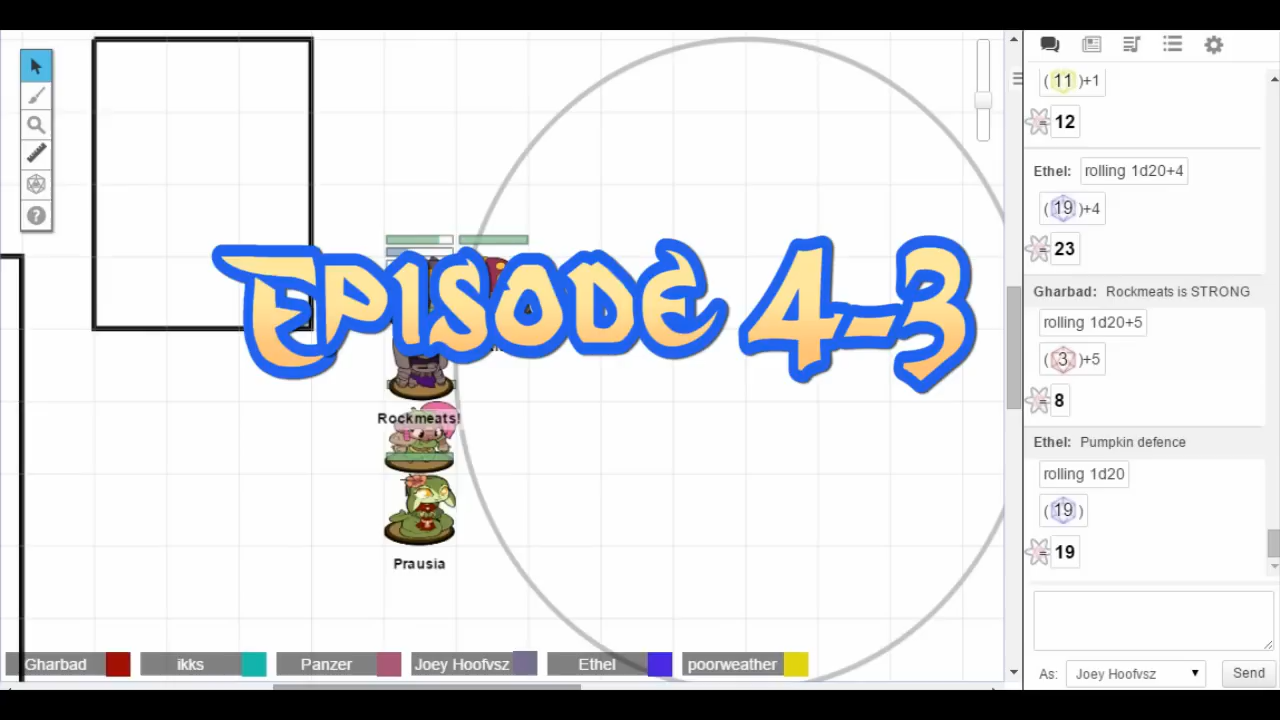 EPISODE 4-3
Rockmeats!
Prausia
Gharbad
ikks
Panzer
Joey Hoofvsz
Ethel
poorweather
(11)+1
= 12
Ethel: rolling 1d20+4
(19)+4
= 23
Gharbad: Rockmeats is STRONG
rolling 1d20+5
(3)+5
= 8
Ethel: Pumpkin defence
rolling 1d20
(19)
= 19
As: Joey Hoofvsz
Send